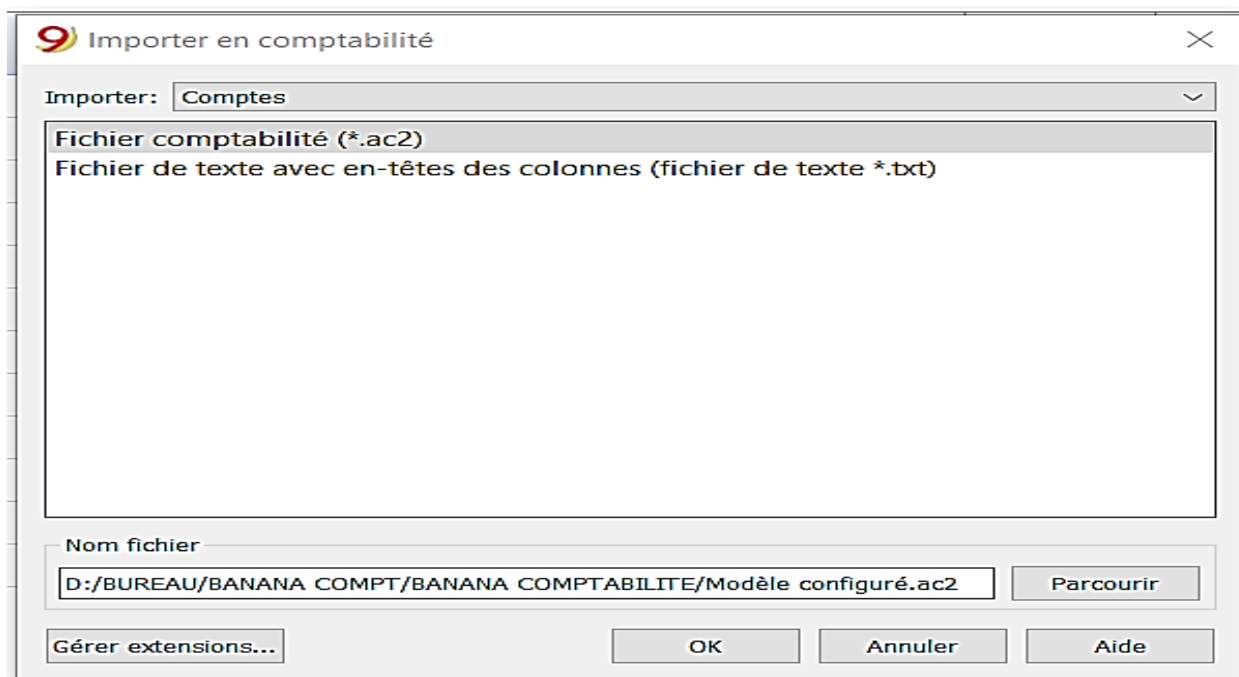 9 Importer en comptabilité
Importer: Comptes
Fichier comptabilité (*.ac2)
Fichier de texte avec en-têtes des colonnes (fichier de texte *.txt)
Nom fichier
D:/BUREAU/BANANA COMPT/BANANA COMPTABILITE/Modèle configuré.ac2 Parcourir
Gérer extensions... OK Annuler Aide